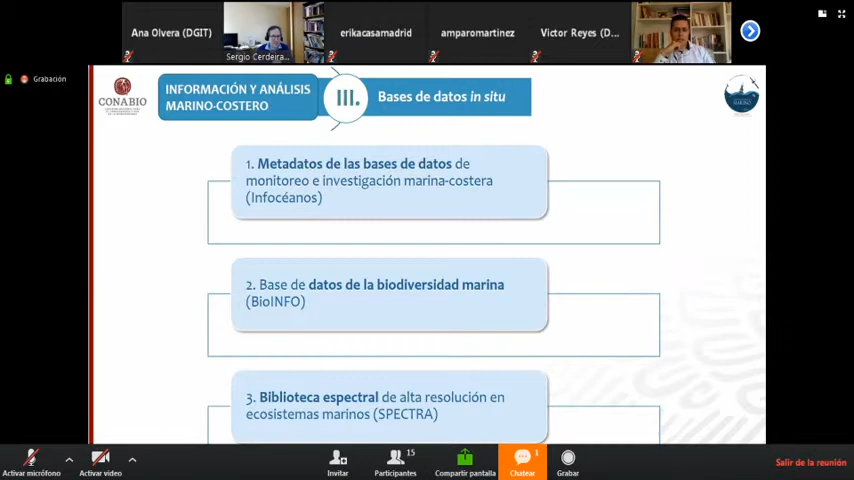 Ana Olvera (DGIT)
Sergio Cerdeira...
erikacasamadrid
amparomartinez
Victor Reyes (D...
Grabación
CONABIO
INFORMACIÓN Y ANÁLISIS
MARINO-COSTERO
III.
Bases de datos in situ
1. Metadatos de las bases de datos de
monitoreo e investigación marina-costera
(Infocéanos)
2. Base de datos de la biodiversidad marina
(BioINFO)
3. Biblioteca espectral de alta resolución en
ecosistemas marinos (SPECTRA)
Activar micrófono
Activar video
Invitar
15
Participantes
Compartir pantalla
1
Chatear
Grabar
Salir de la reunión